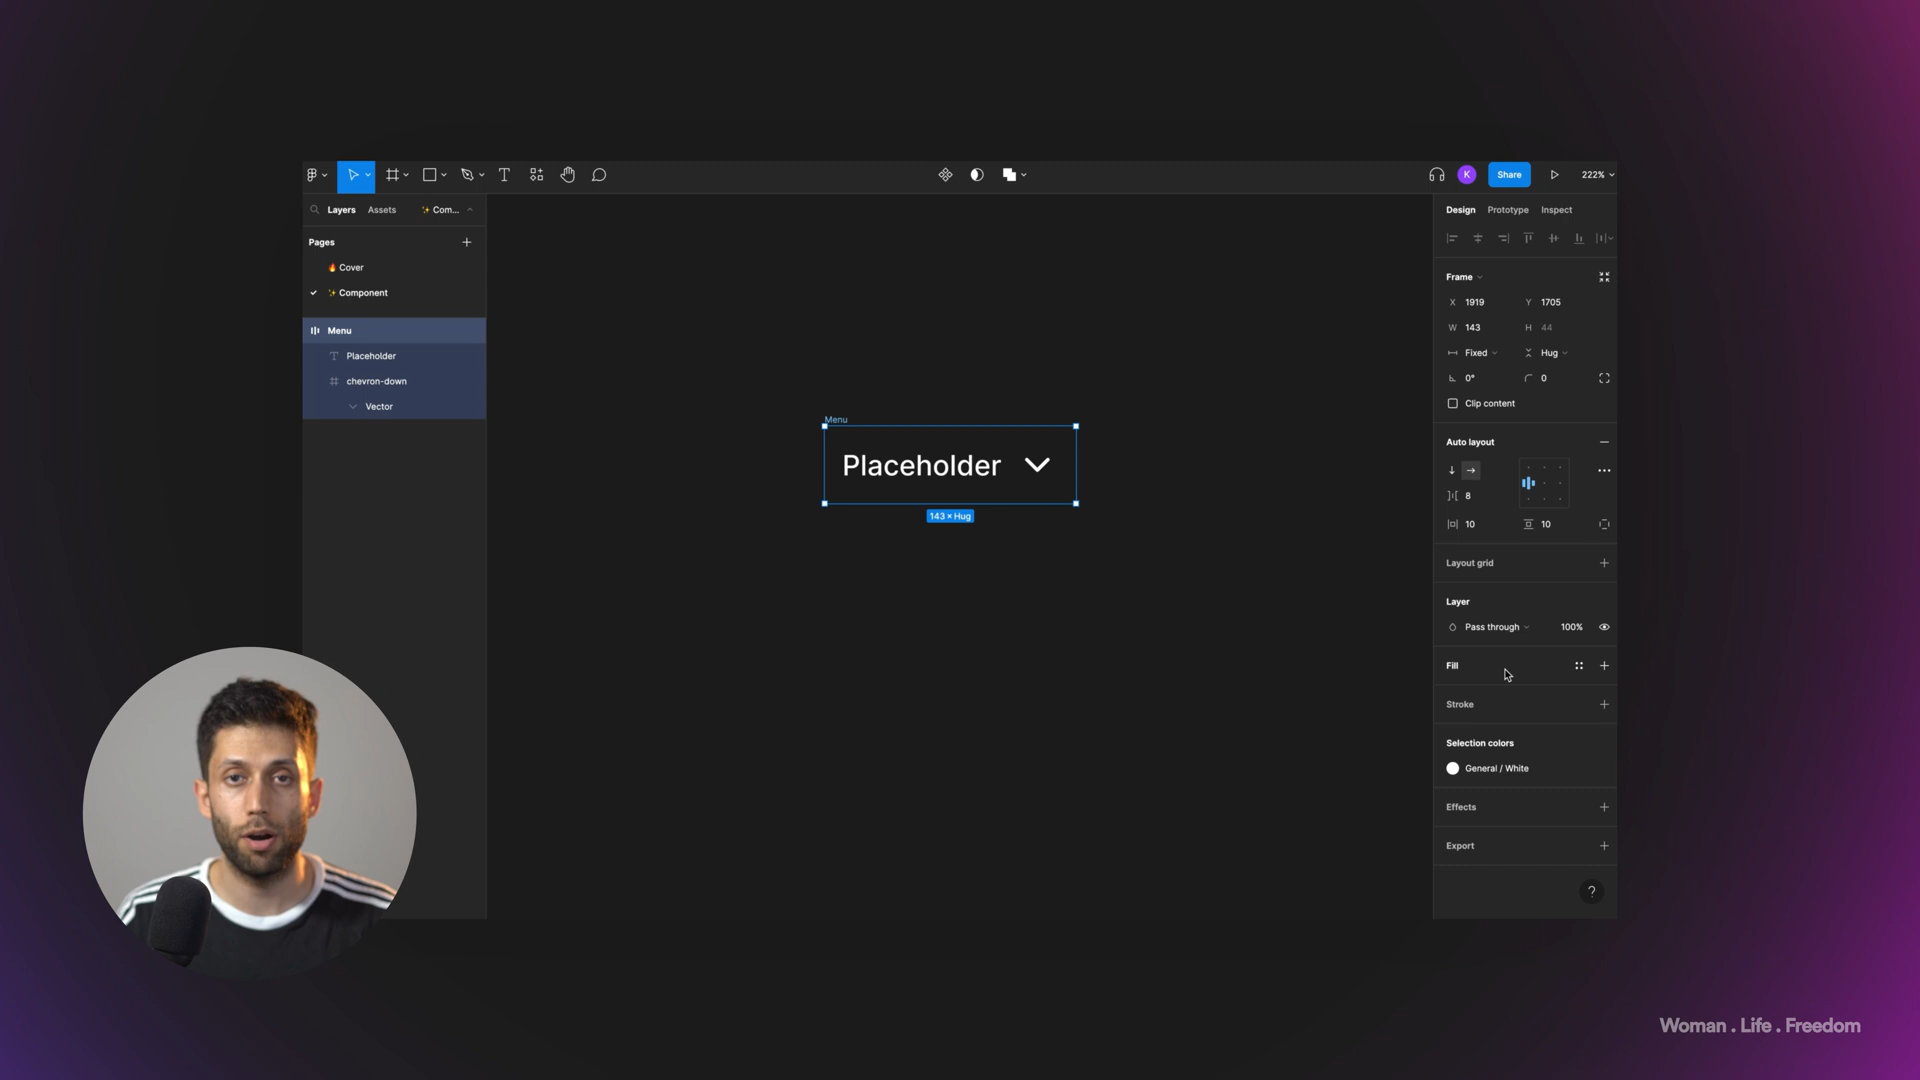 K
Share
222%
Layers
Assets
Com...
Pages
Cover
Component
Menu
Placeholder
chevron-down
Vector
Menu
Placeholder
143 × Hug
Design
Prototype
Inspect
Frame
X 1919
Y 1705
W 143
H 44
Fixed
Hug
0°
0
Clip content
Auto layout
8
10
10
Layout grid
Layer
Pass through
100%
Fill
Stroke
Selection colors
General / White
Effects
Export
?
Woman . Life . Freedom